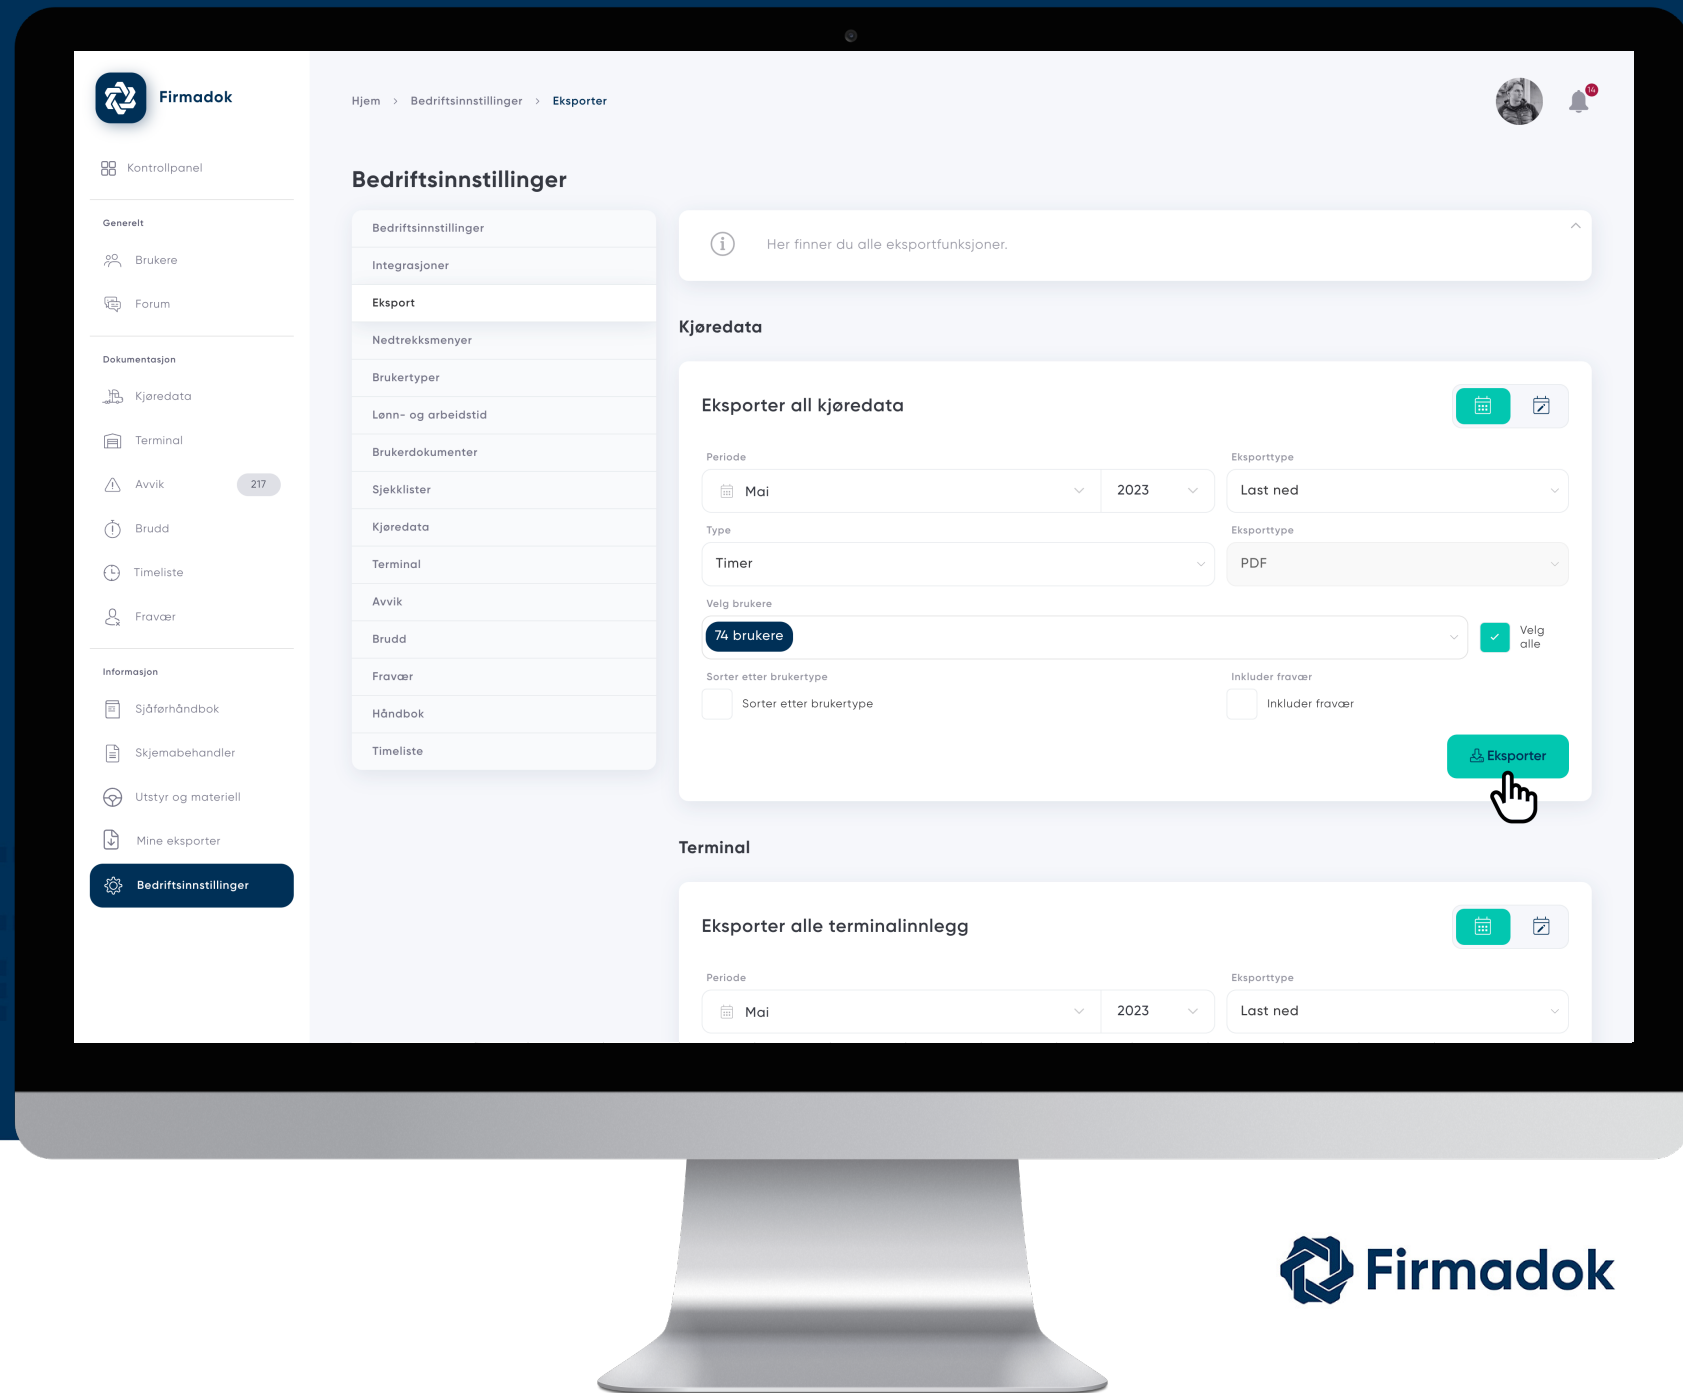 Firmadok
Kontrollpanel
Generelt
Brukere
Forum
Dokumentasjon
Kjøredata
Terminal
Avvik 217
Brudd
Timeliste
Fravær
Informasjon
Sjåførhåndbok
Skjemabehandler
Utstyr og materiell
Mine eksporter
Bedriftsinnstillinger
Hjem > Bedriftsinnstillinger > Eksporter
14
Bedriftsinnstillinger
Bedriftsinnstillinger
Integrasjoner
Eksport
Nedtrekksmenyer
Brukertyper
Lønn- og arbeidstid
Brukerdokumenter
Sjekklister
Kjøredata
Terminal
Avvik
Brudd
Fravær
Håndbok
Timeliste
Her finner du alle eksportfunksjoner.
Kjøredata
Eksporter all kjøredata
Periode Eksporttype
Mai 2023 Last ned
Type Eksporttype
Timer PDF
Velg brukere
74 brukere
Velg
alle
Sorter etter brukertype Inkluder fravær
Sorter etter brukertype Inkluder fravær
Eksporter
Terminal
Eksporter alle terminalinnlegg
Periode Eksporttype
Mai 2023 Last ned
Firmadok